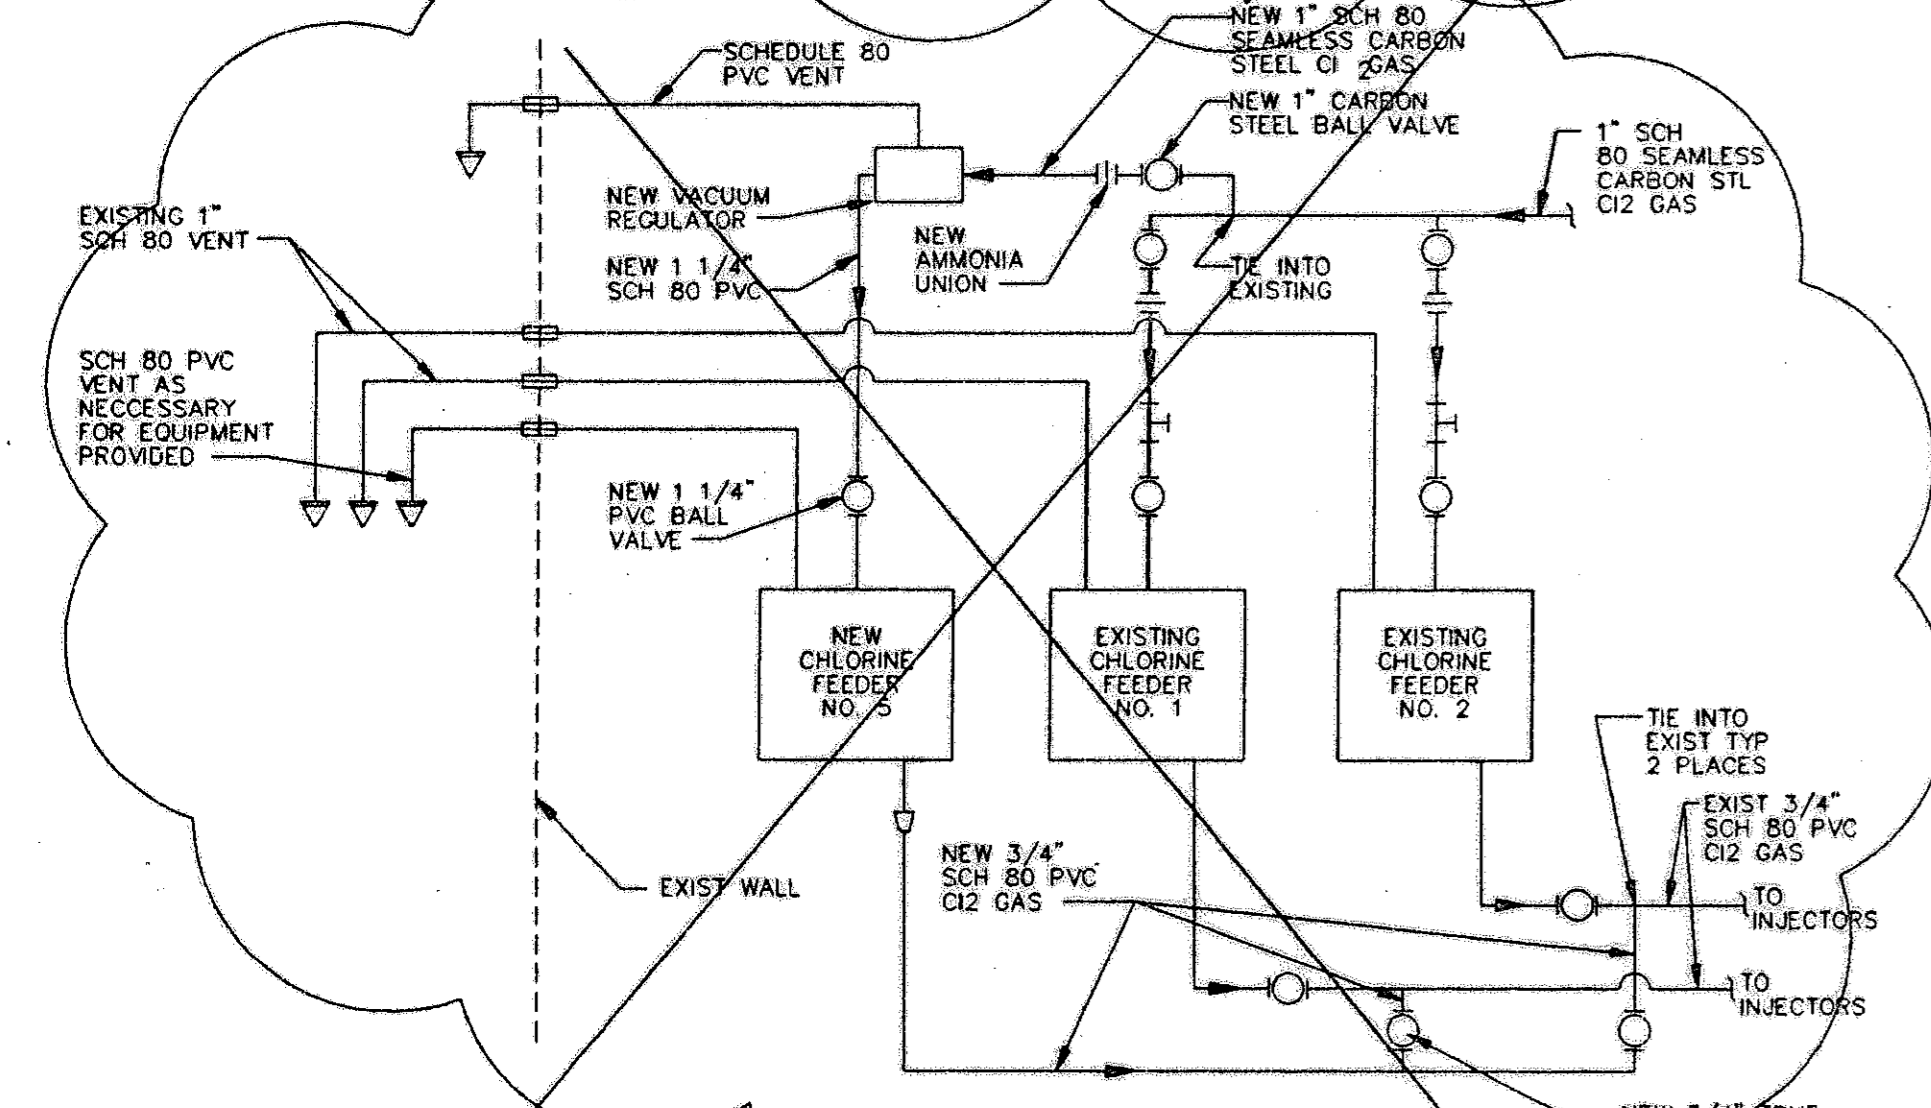 NEW 1" SCH 80
SEAMLESS CARBON
STEEL Cl 2GAS
SCHEDULE 80
PVC VENT
NEW 1" CARBON
STEEL BALL VALVE
1" SCH
80 SEAMLESS
CARBON STL
Cl2 GAS
NEW VACUUM
REGULATOR
EXISTING 1"
SCH 80 VENT
NEW
AMMONIA
UNION
NEW 1 1/4"
SCH 80 PVC
TIE INTO
EXISTING
SCH 80 PVC
VENT AS
NECCESSARY
FOR EQUIPMENT
PROVIDED
NEW 1 1/4"
PVC BALL
VALVE
NEW
CHLORINE
FEEDER
NO. 5
EXISTING
CHLORINE
FEEDER
NO. 1
EXISTING
CHLORINE
FEEDER
NO. 2
TIE INTO
EXIST TYP
2 PLACES
EXIST 3/4"
SCH 80 PVC
Cl2 GAS
NEW 3/4"
SCH 80 PVC
Cl2 GAS
EXIST WALL
TO
INJECTORS
TO
INJECTORS